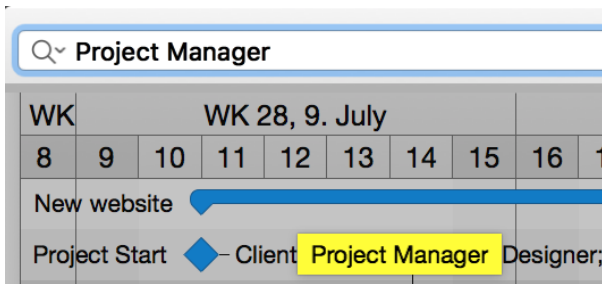 Project Manager
WK WK 28, 9. July
8 9 10 11 12 13 14 15 16
New website
Project Start Client Project Manager Designer;